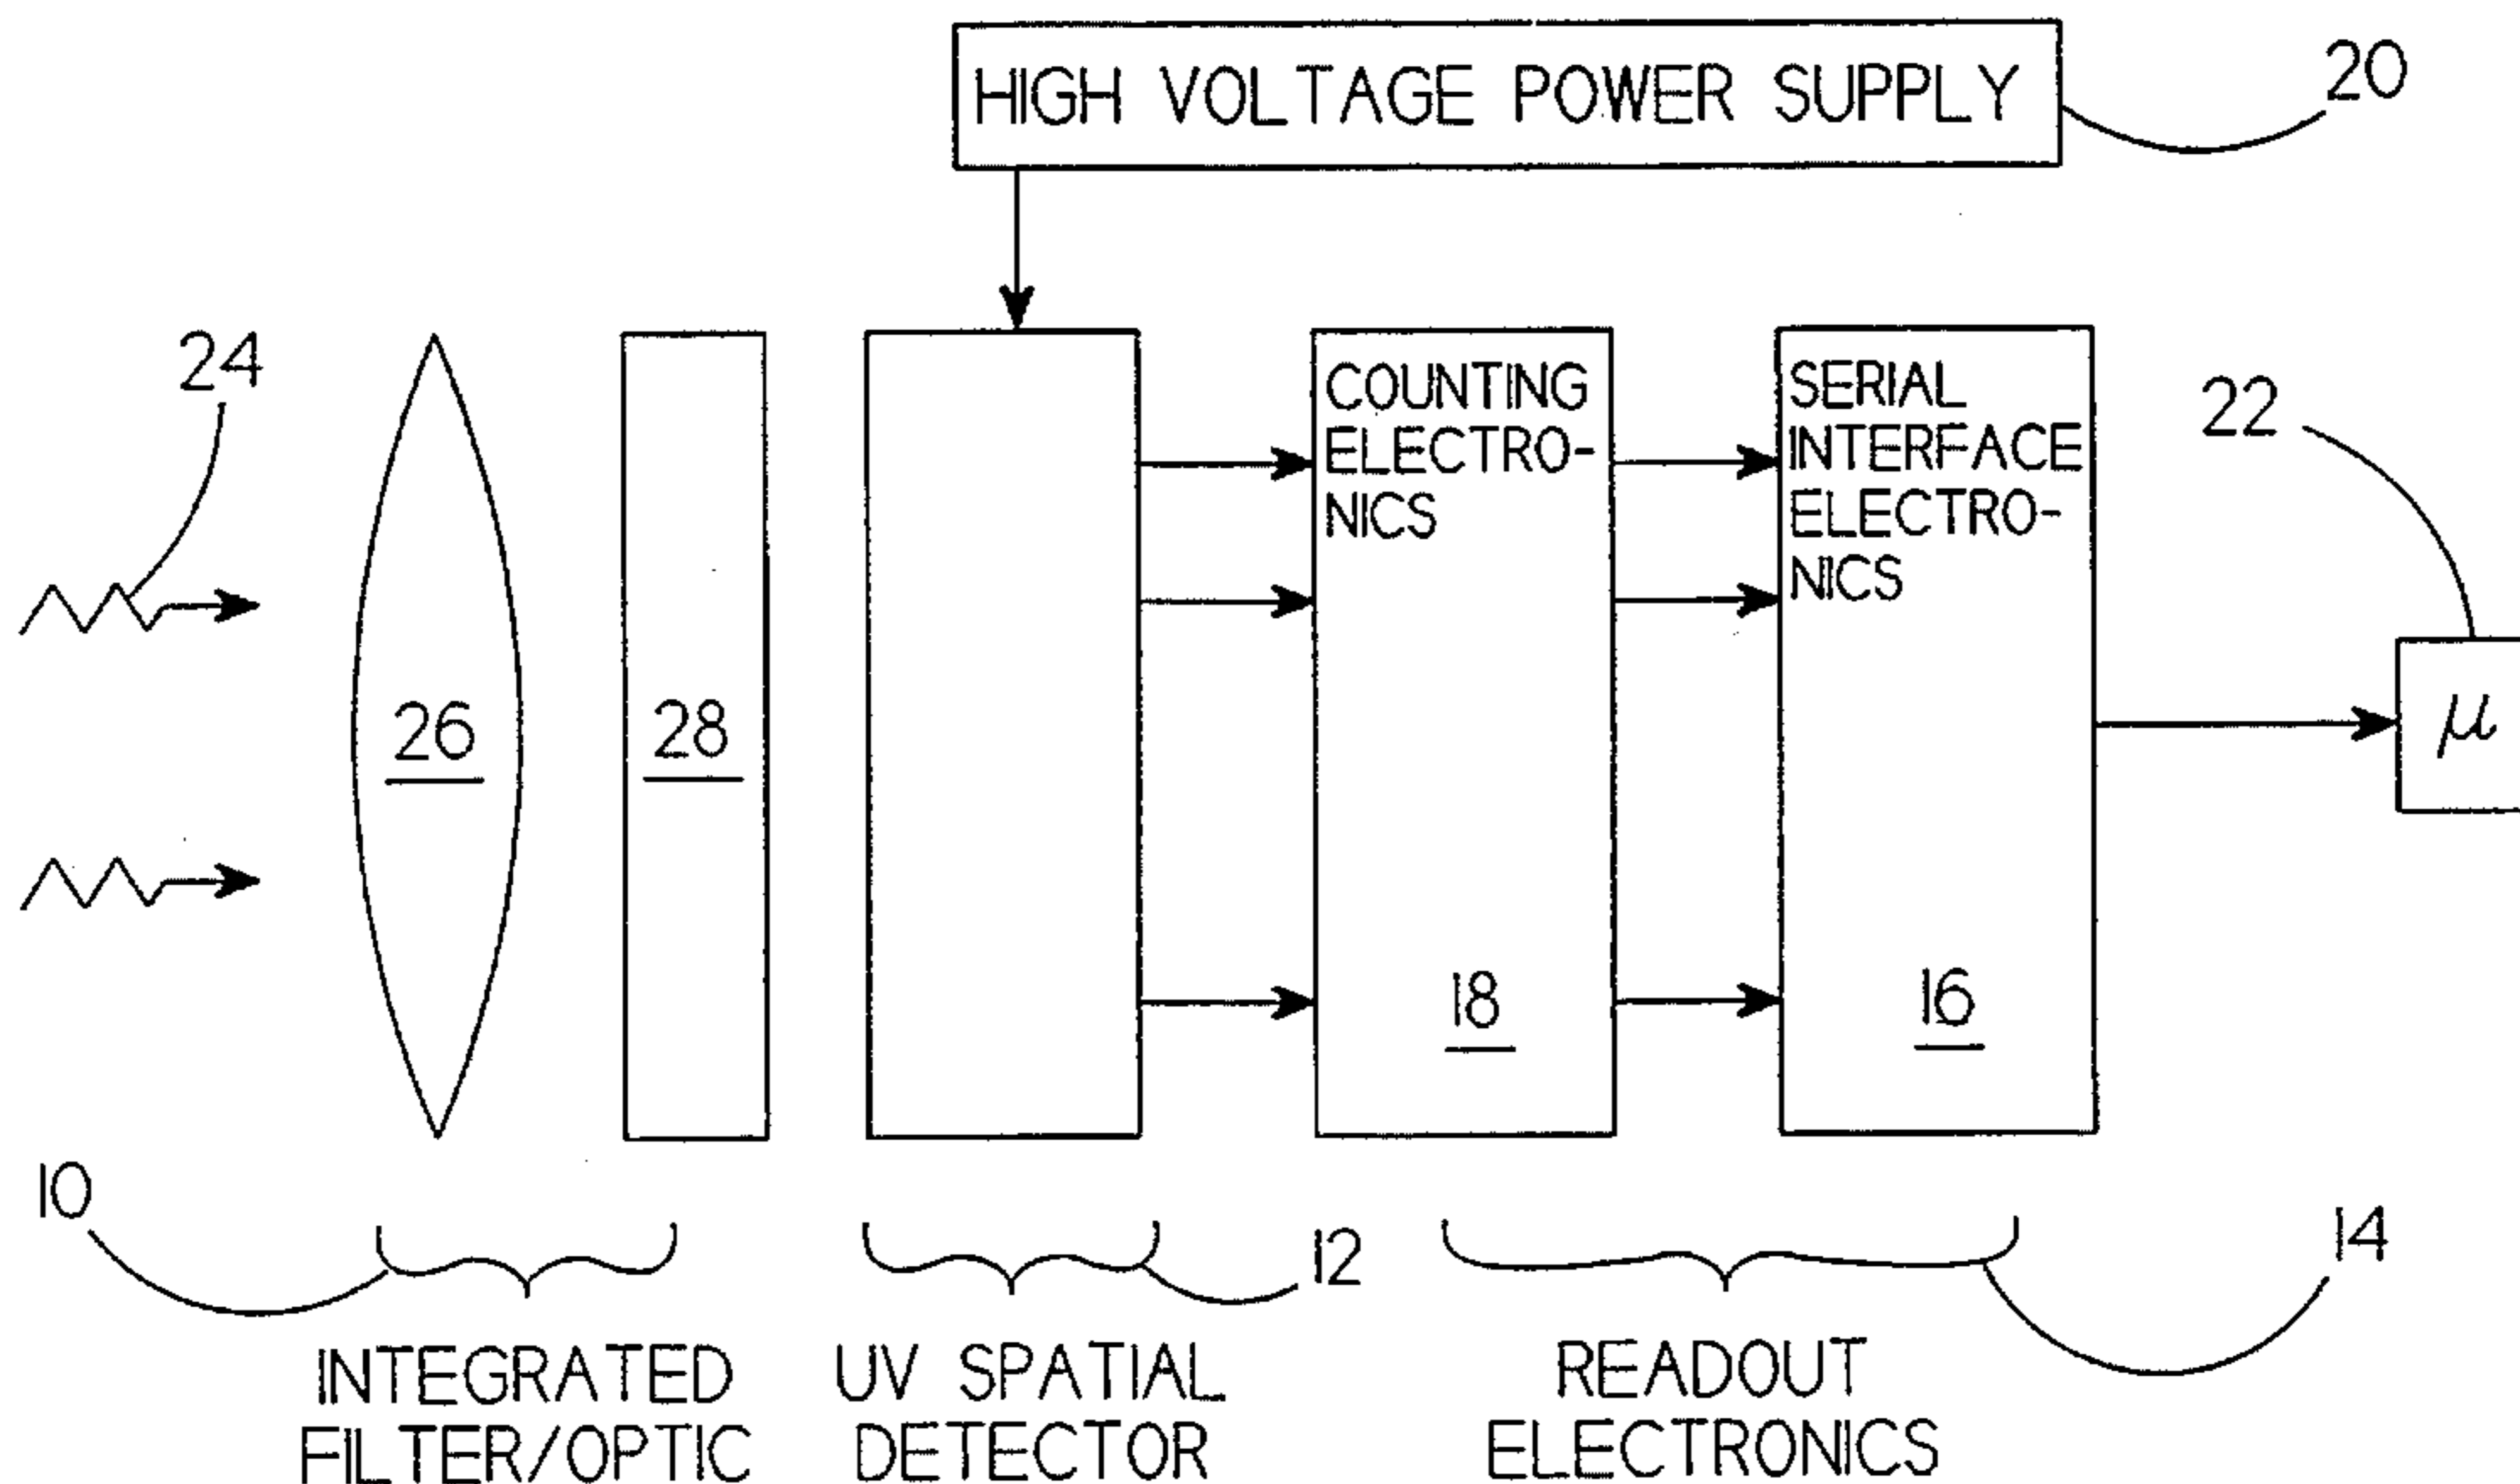 HIGH VOLTAGE POWER SUPPLY
20
24
COUNTING
ELECTRO-
NICS
SERIAL
INTERFACE
ELECTRO-
NICS
22
26
28
μ
18
16
10
12
14
INTEGRATED
FILTER/OPTIC
UV SPATIAL
DETECTOR
READOUT
ELECTRONICS